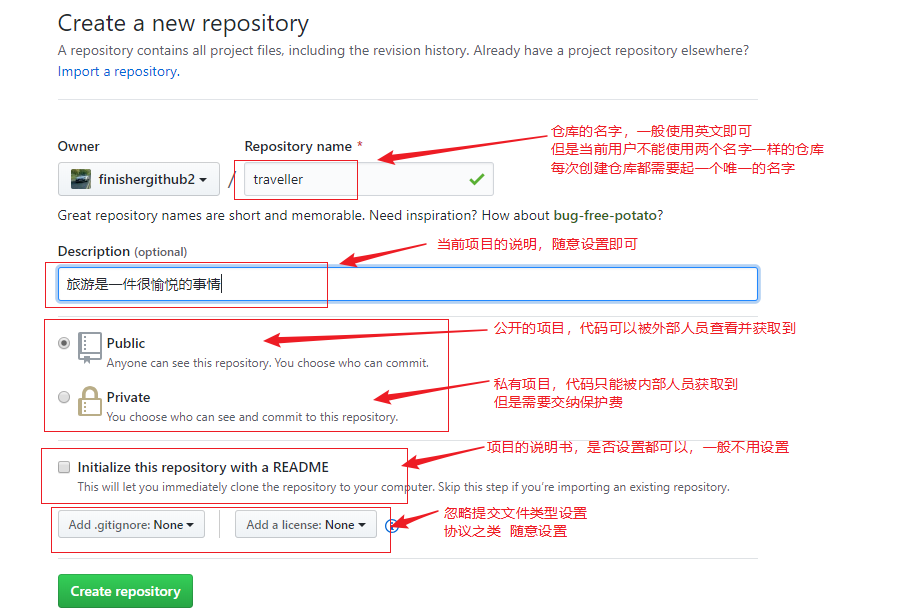 Create a new repository
A repository contains all project files, including the revision history. Already have a project repository elsewhere?
Import a repository.
仓库的名字，一般使用英文即可
但是当前用户不能使用两个名字一样的仓库
每次创建仓库都需要起一个唯一的名字
Owner
Repository name *
finishergithub2
/
traveller
Great repository names are short and memorable. Need inspiration? How about bug-free-potato?
当前项目的说明，随意设置即可
Description (optional)
旅游是一件很愉悦的事情
公开的项目，代码可以被外部人员查看并获取到
Public
Anyone can see this repository. You choose who can commit.
私有项目，代码只能被内部人员获取到
但是需要交纳保护费
Private
You choose who can see and commit to this repository.
项目的说明书，是否设置都可以，一般不用设置
Initialize this repository with a README
This will let you immediately clone the repository to your computer. Skip this step if you’re importing an existing repository.
忽略提交文件类型设置
协议之类 随意设置
Add .gitignore: None
Add a license: None
Create repository